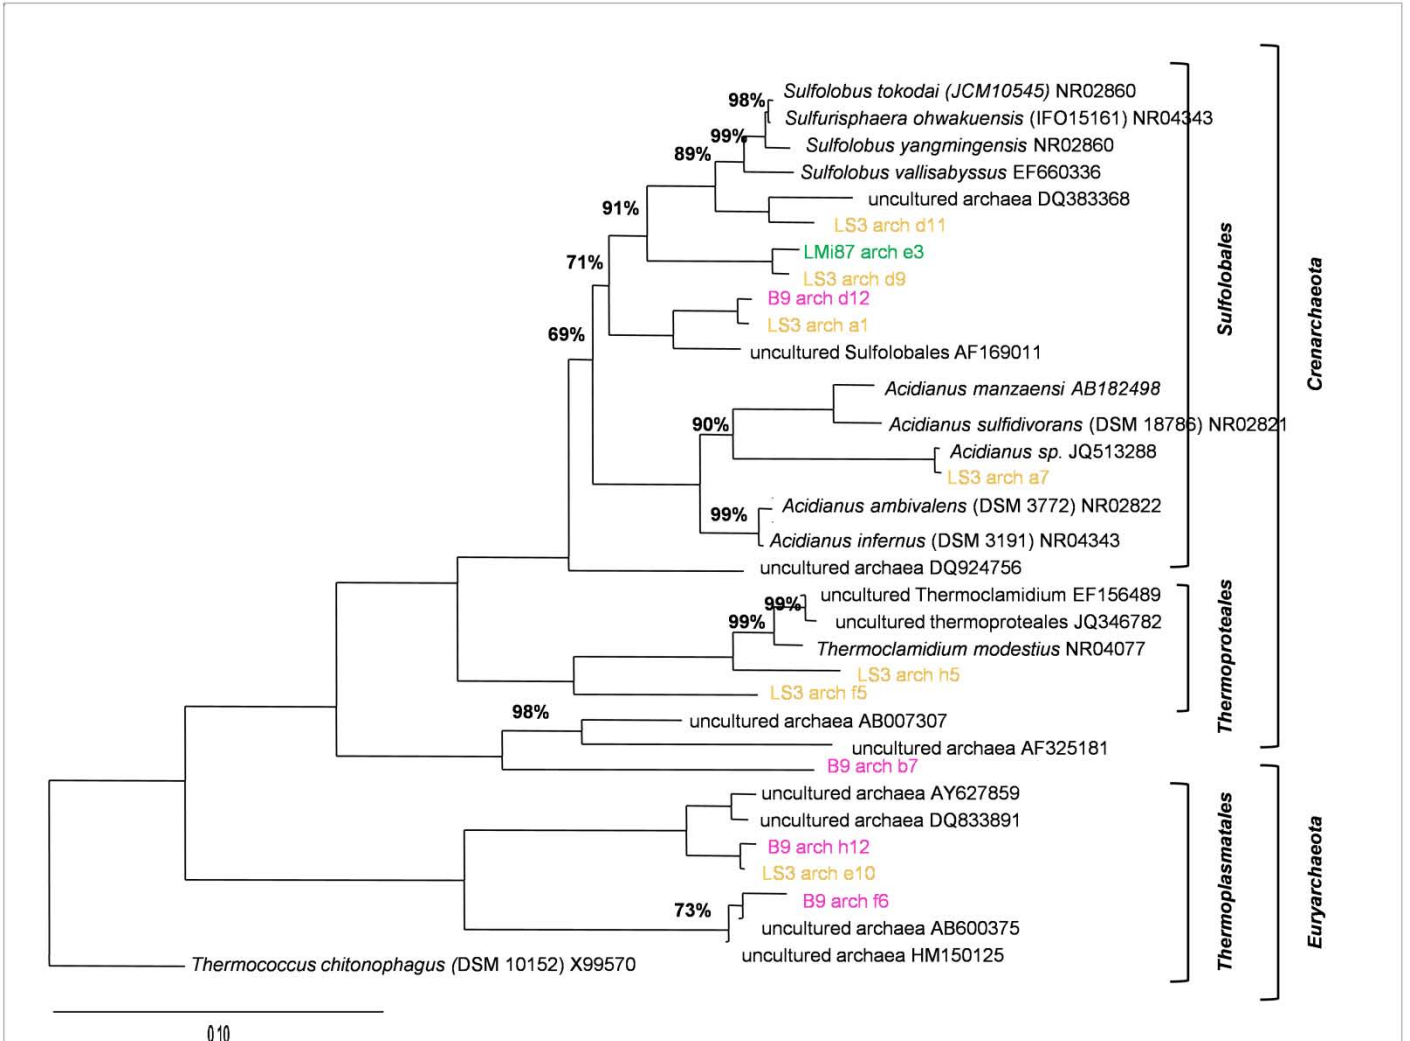 98%
Sulfolobus tokodai (JCM10545) NR02860
Sulfurisphaera ohwakuensis (IFO15161) NR04343
99%
Sulfolobus yangmingensis NR02860
89%
Sulfolobus vallisabyssus EF660336
uncultured archaea DQ383368
91%
LS3 arch d11
LMi87 arch e3
71%
LS3 arch d9
B9 arch d12
LS3 arch a1
69%
uncultured Sulfolobales AF169011
Acidianus manzaensi AB182498
90%
Acidianus sulfidivorans (DSM 18786) NR02821
Acidianus sp. JQ513288
LS3 arch a7
Acidianus ambivalens (DSM 3772) NR02822
99%
Acidianus infernus (DSM 3191) NR04343
uncultured archaea DQ924756
uncultured Thermoclamidium EF156489
99%
99%
uncultured thermoproteales JQ346782
Thermoclamidium modestius NR04077
LS3 arch h5
LS3 arch f5
98%
uncultured archaea AB007307
uncultured archaea AF325181
B9 arch b7
uncultured archaea AY627859
uncultured archaea DQ833891
B9 arch h12
LS3 arch e10
B9 arch f6
73%
uncultured archaea AB600375
uncultured archaea HM150125
Thermococcus chitonophagus (DSM 10152) X99570
0.10
Sulfolobales
Thermoproteales
Thermoplasmatales
Crenarchaeota
Euryarchaeota